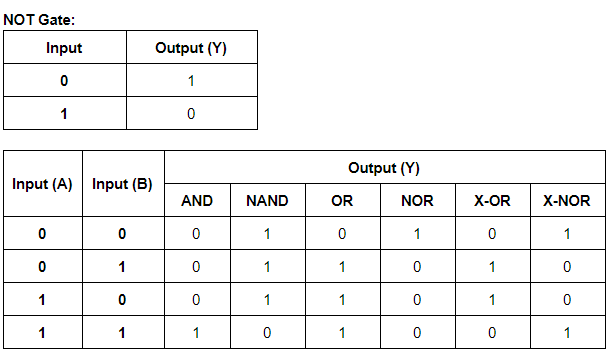 NOT Gate:
Input Output (Y)
0 1
1 0
Input (A) Input (B) Output (Y)
AND NAND OR NOR X-OR X-NOR
0 0 0 1 0 1 0 1
0 1 0 1 1 0 1 0
1 0 0 1 1 0 1 0
1 1 1 0 1 0 0 1